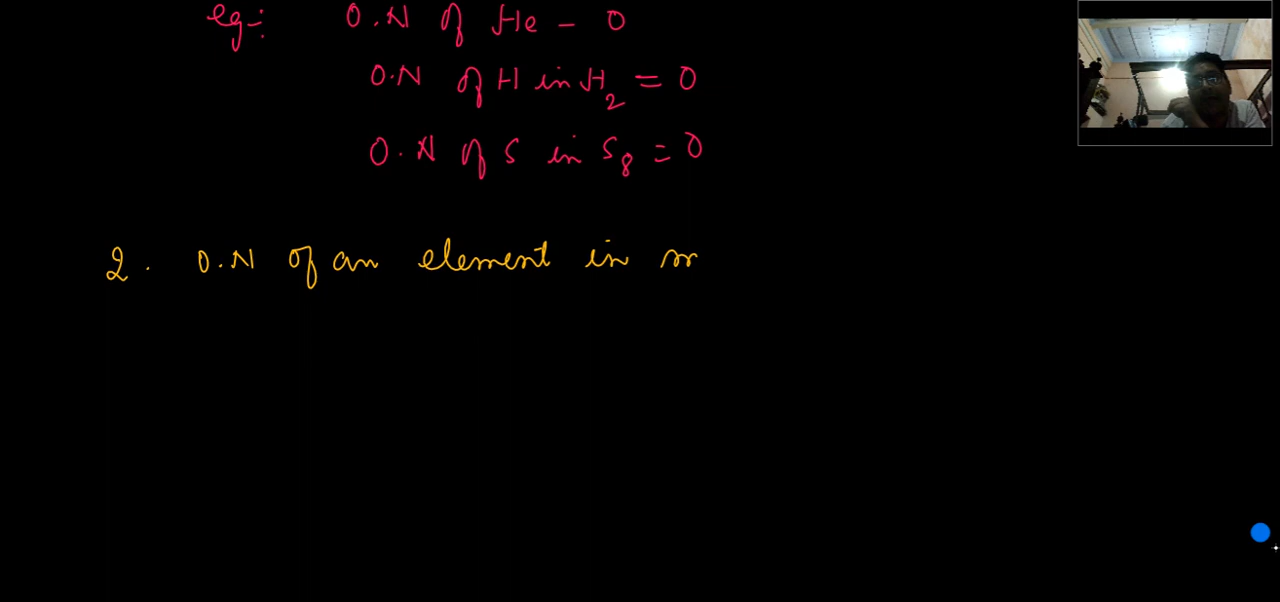 eg:- O.N of He - 0
O.N of H in H₂ = 0
O.N of S in S₈ = 0
2. O.N of an element in m